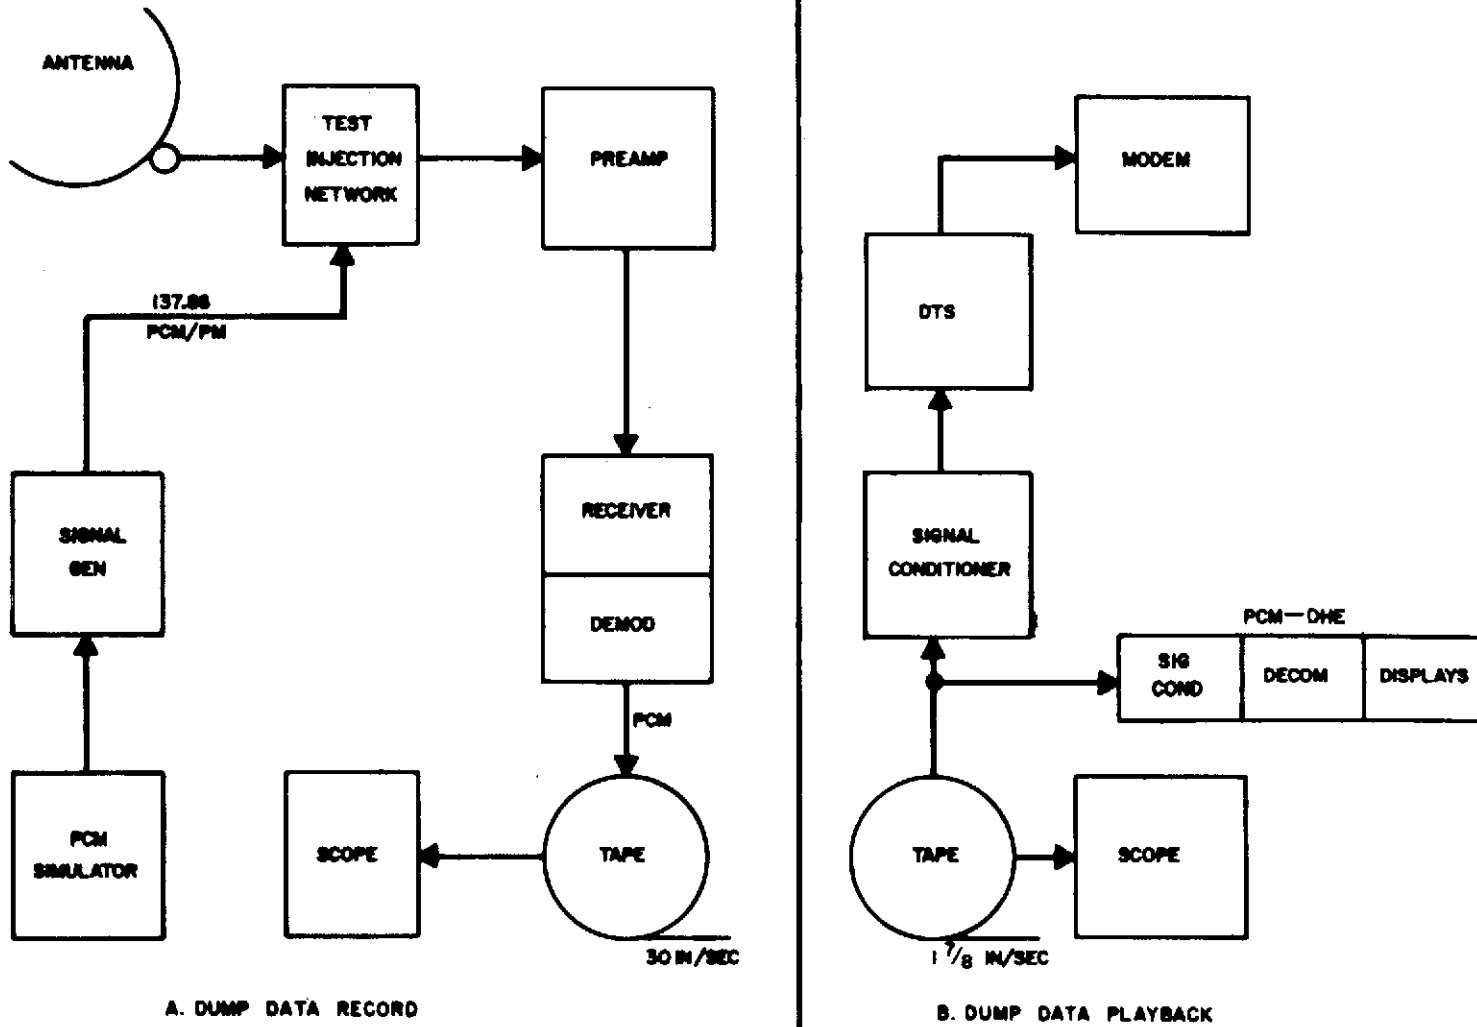 ANTENNA
TEST
INJECTION
NETWORK
PREAMP
137.86
PCM/PM
SIGNAL
GEN
RECEIVER
DEMOD
PCM
PCM
SIMULATOR
SCOPE
TAPE
30 IN/SEC
A. DUMP DATA RECORD
MODEM
DTS
SIGNAL
CONDITIONER
PCM—DHE
SIG
COND
DECOM
DISPLAYS
TAPE
SCOPE
1 7/8 IN/SEC
B. DUMP DATA PLAYBACK